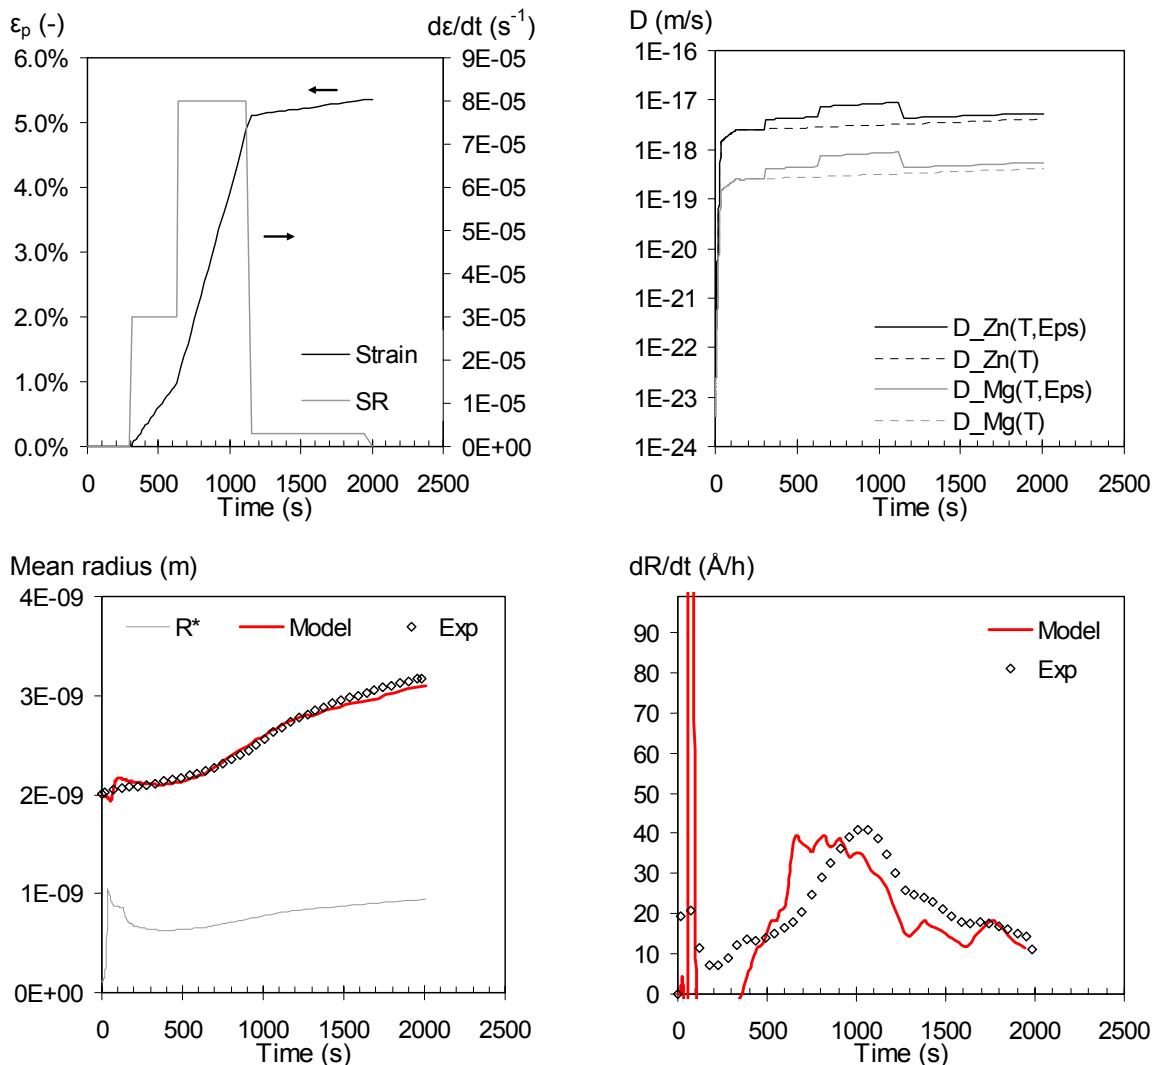 εp (-)
dε/dt (s-1)
6.0%
5.0%
4.0%
3.0%
2.0%
1.0%
0.0%
9E-05
8E-05
7E-05
6E-05
5E-05
4E-05
3E-05
2E-05
1E-05
0E+00
Strain
SR
0 500 1000 1500 2000 2500
Time (s)
D (m/s)
1E-16
1E-17
1E-18
1E-19
1E-20
1E-21
1E-22
1E-23
1E-24
D_Zn(T,Eps)
D_Zn(T)
D_Mg(T,Eps)
D_Mg(T)
0 500 1000 1500 2000 2500
Time (s)
Mean radius (m)
4E-09
3E-09
2E-09
1E-09
0E+00
R* Model Exp
0 500 1000 1500 2000 2500
Time (s)
dR/dt (Å/h)
90
80
70
60
50
40
30
20
10
0
Model
Exp
0 500 1000 1500 2000 2500
Time (s)